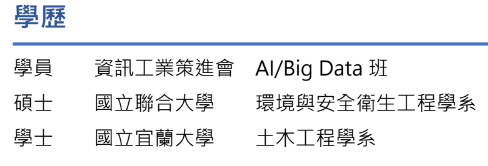 學歷
學員 資訊工業策進會 AI/Big Data 班
碩士 國立聯合大學 環境與安全衛生工程學系
學士 國立宜蘭大學 土木工程學系